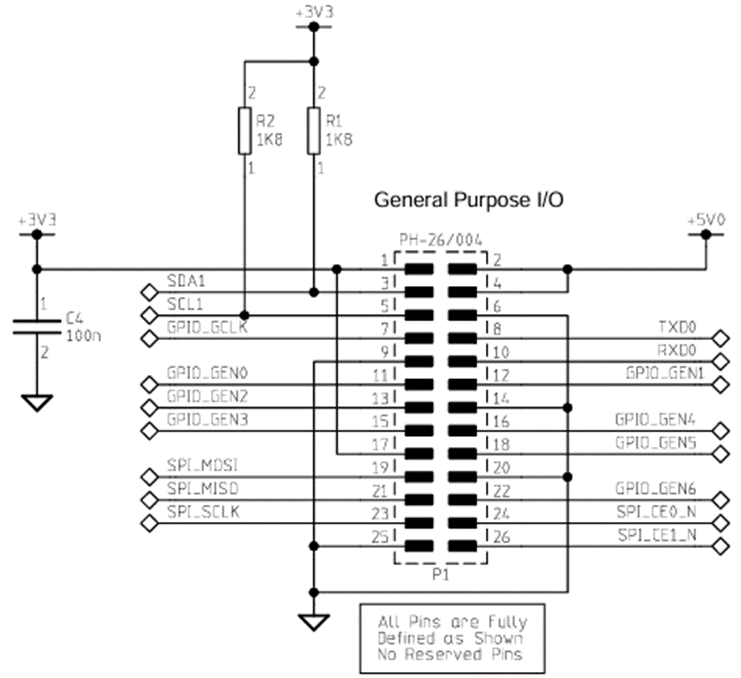 +3V3
2 2
R2 R1
1K8 1K8
1 1
General Purpose I/O
+3V3 +5V0
PH-26/004
1 2
SDA1 3 4
1 SCL1 5 6
C4 GPIO_GCLK 7 8 TXD0
100n
2 9 10 RXD0
GPIO_GEN0 11 12 GPIO_GEN1
GPIO_GEN2 13 14
GPIO_GEN3 15 16 GPIO_GEN4
17 18 GPIO_GEN5
SPI_MOSI 19 20
SPI_MISO 21 22 GPIO_GEN6
SPI_SCLK 23 24 SPI_CE0_N
25 26 SPI_CE1_N
P1
All Pins are Fully
Defined as Shown
No Reserved Pins